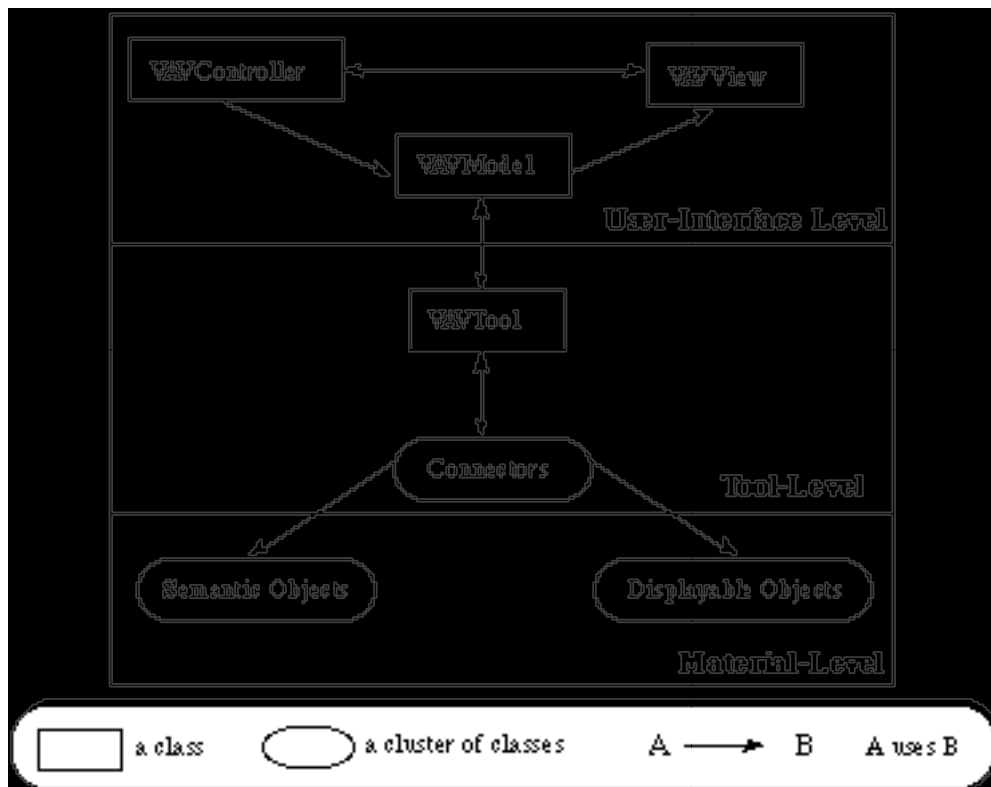 VAVController
VAVView
VAVModel
User-Interface Level
VAVTool
Connectors
Tool-Level
Semantic Objects
Displayable Objects
Material-Level
a class
a cluster of classes
A
B
A uses B